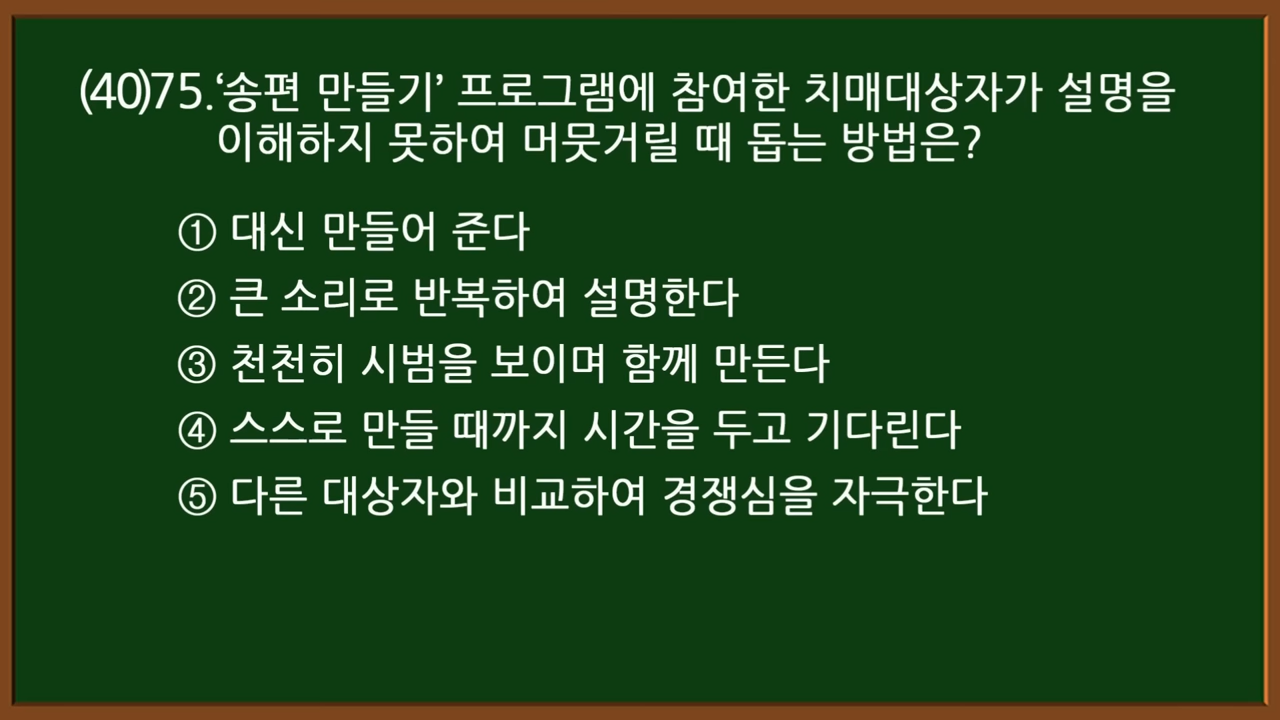 (40)75.‘송편 만들기’ 프로그램에 참여한 치매대상자가 설명을
이해하지 못하여 머뭇거릴 때 돕는 방법은?
① 대신 만들어 준다
② 큰 소리로 반복하여 설명한다
③ 천천히 시범을 보이며 함께 만든다
④ 스스로 만들 때까지 시간을 두고 기다린다
⑤ 다른 대상자와 비교하여 경쟁심을 자극한다